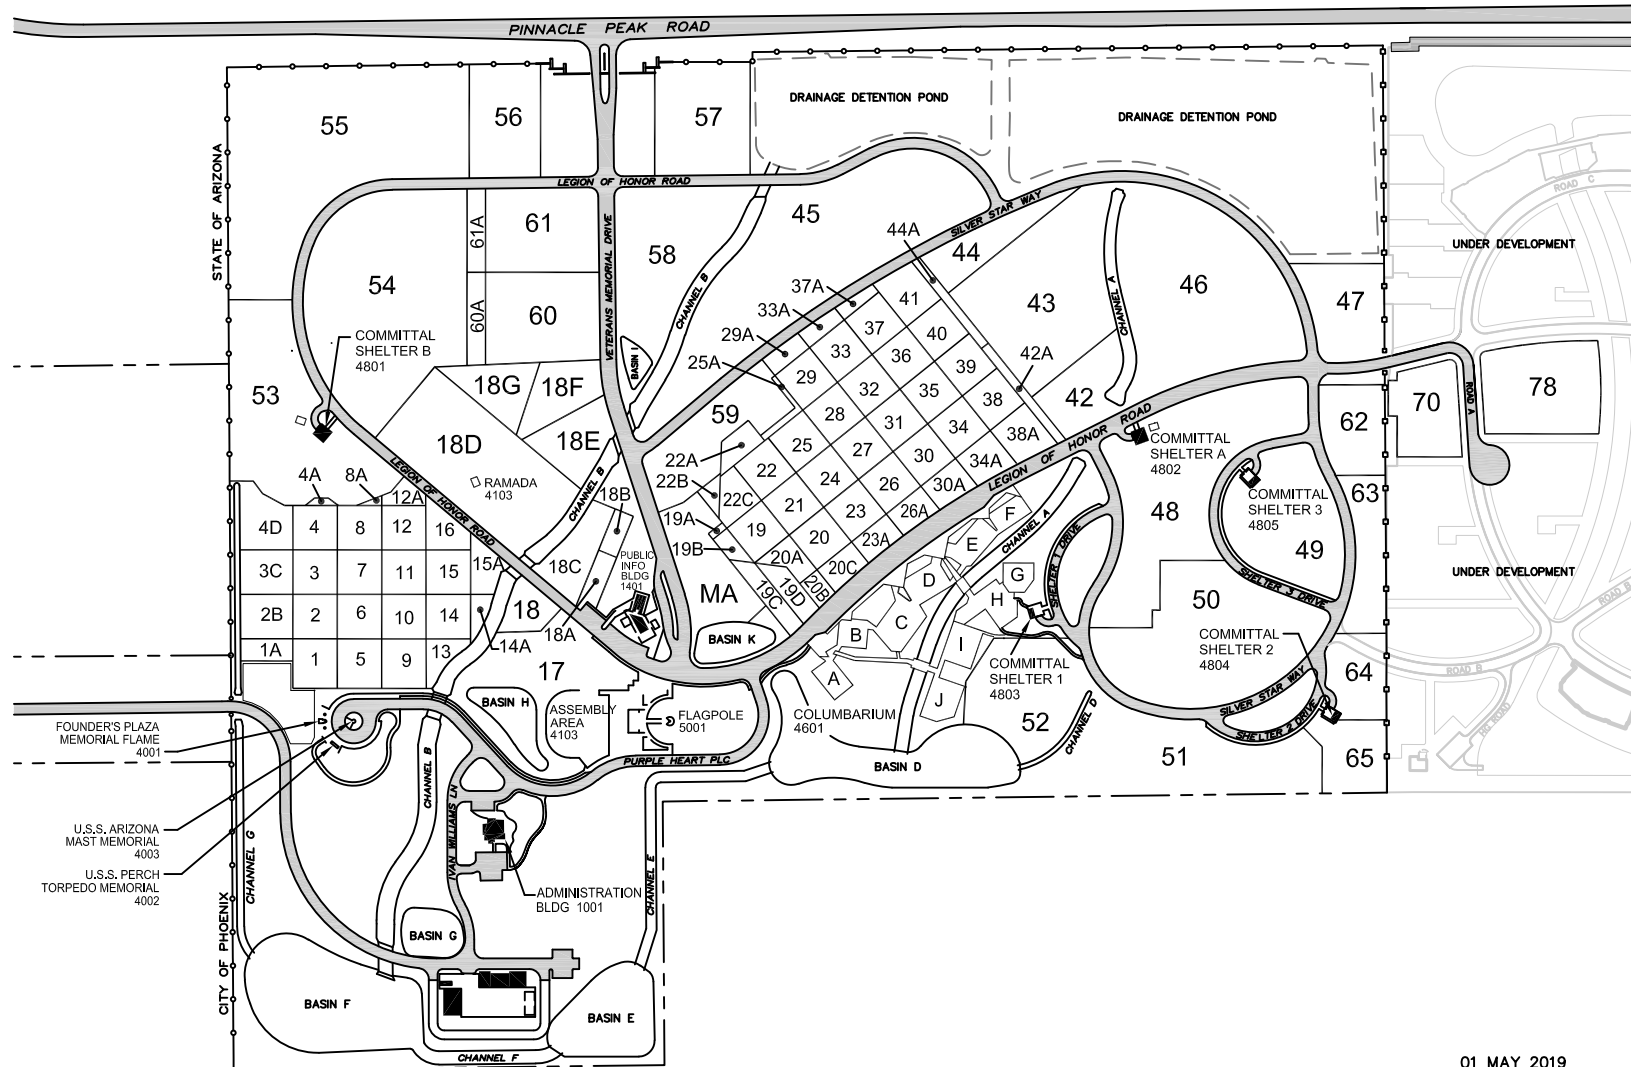 PINNACLE PEAK ROAD
55
56
57
DRAINAGE DETENTION POND
DRAINAGE DETENTION POND
STATE OF ARIZONA
LEGION OF HONOR ROAD
ROAD C
61A
61
VETERANS MEMORIAL DRIVE
58
45
SILVER STAR WAY
44A
44
UNDER DEVELOPMENT
54
60A
60
CHANNEL B
37A
33A
29A
25A
41
37
40
33
36
39
29
32
35
38
28
31
34
38A
25
27
30
34A
43
CHANNEL A
46
47
42A
42
COMMITTAL
SHELTER B
4801
53
BASIN I
18G
18F
18E
18D
59
70
ROAD A
78
62
LEGION OF HONOR ROAD
COMMITTAL
SHELTER A
4802
RAMADA
4103
LEGION OF HONOR ROAD
CHANNEL B
22A
22B
22
22C
24
26
30A
21
23
26A
19A
19
20
23A
19B
20A
20C
19C
19D
20B
4A
8A
12A
4D
4
8
12
16
3C
3
7
11
15
15A
2B
2
6
10
14
1A
1
5
9
13
14A
18B
18C
18A
18
PUBLIC
INFO
BLDG
1401
MA
BASIN K
F
E
D
C
B
A
G
H
I
J
CHANNEL A
SHELTER 1 DRIVE
48
COMMITTAL
SHELTER 3
4805
63
49
SHELTER 3 DRIVE
UNDER DEVELOPMENT
50
ROAD B
COMMITTAL
SHELTER 2
4804
COMMITTAL
SHELTER 1
4803
64
ROAD B
SILVER STAR WAY
SHELTER 2 DRIVE
52
CHANNEL D
51
65
17
BASIN H
ASSEMBLY
AREA
4103
FLAGPOLE
5001
COLUMBARIUM
4601
PURPLE HEART PLC
BASIN D
FOUNDER'S PLAZA
MEMORIAL FLAME
4001
CHANNEL B
U.S.S. ARIZONA
MAST MEMORIAL
4003
U.S.S. PERCH
TORPEDO MEMORIAL
4002
CHANNEL G
IVAN WILLIAMS LN
ADMINISTRATION
BLDG 1001
CHANNEL E
CITY OF PHOENIX
BASIN G
BASIN F
BASIN E
CHANNEL F
01 MAY 2019